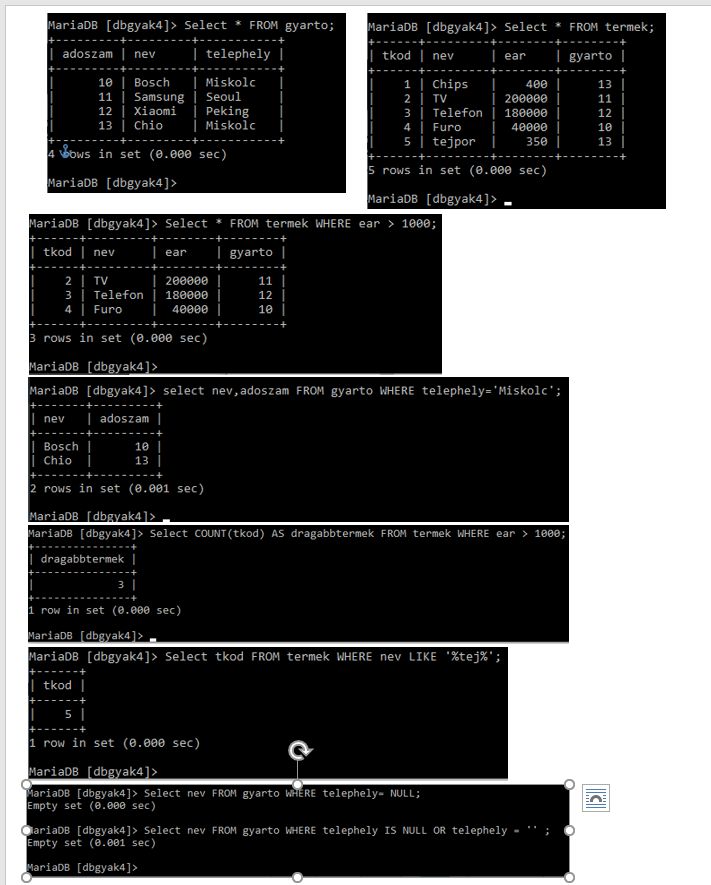 MariaDB [dbgyak4]> Select * FROM gyarto;
+---------+---------+-----------+
| adoszam | nev     | telephely |
+---------+---------+-----------+
|      10 | Bosch   | Miskolc   |
|      11 | Samsung | Seoul     |
|      12 | Xiaomi  | Peking    |
|      13 | Chio    | Miskolc   |
+---------+---------+-----------+
4 rows in set (0.000 sec)
MariaDB [dbgyak4]>
MariaDB [dbgyak4]> Select * FROM termek;
+------+---------+--------+--------+
| tkod | nev     | ear    | gyarto |
+------+---------+--------+--------+
|    1 | Chips   |    400 |     13 |
|    2 | TV      | 200000 |     11 |
|    3 | Telefon | 180000 |     12 |
|    4 | Furo    |  40000 |     10 |
|    5 | tejpor  |    350 |     13 |
+------+---------+--------+--------+
5 rows in set (0.000 sec)
MariaDB [dbgyak4]>
MariaDB [dbgyak4]> Select * FROM termek WHERE ear > 1000;
+------+---------+--------+--------+
| tkod | nev     | ear    | gyarto |
+------+---------+--------+--------+
|    2 | TV      | 200000 |     11 |
|    3 | Telefon | 180000 |     12 |
|    4 | Furo    |  40000 |     10 |
+------+---------+--------+--------+
3 rows in set (0.000 sec)
MariaDB [dbgyak4]>
MariaDB [dbgyak4]> select nev,adoszam FROM gyarto WHERE telephely='Miskolc';
+-------+---------+
| nev   | adoszam |
+-------+---------+
| Bosch |      10 |
| Chio  |      13 |
+-------+---------+
2 rows in set (0.001 sec)
MariaDB [dbgyak4]>
MariaDB [dbgyak4]> Select COUNT(tkod) AS dragabbtermek FROM termek WHERE ear > 1000;
+---------------+
| dragabbtermek |
+---------------+
|             3 |
+---------------+
1 row in set (0.000 sec)
MariaDB [dbgyak4]>
MariaDB [dbgyak4]> Select tkod FROM termek WHERE nev LIKE '%tej%';
+------+
| tkod |
+------+
|    5 |
+------+
1 row in set (0.000 sec)
MariaDB [dbgyak4]>
MariaDB [dbgyak4]> Select nev FROM gyarto WHERE telephely= NULL;
Empty set (0.000 sec)
MariaDB [dbgyak4]> Select nev FROM gyarto WHERE telephely IS NULL OR telephely = '' ;
Empty set (0.001 sec)
MariaDB [dbgyak4]>